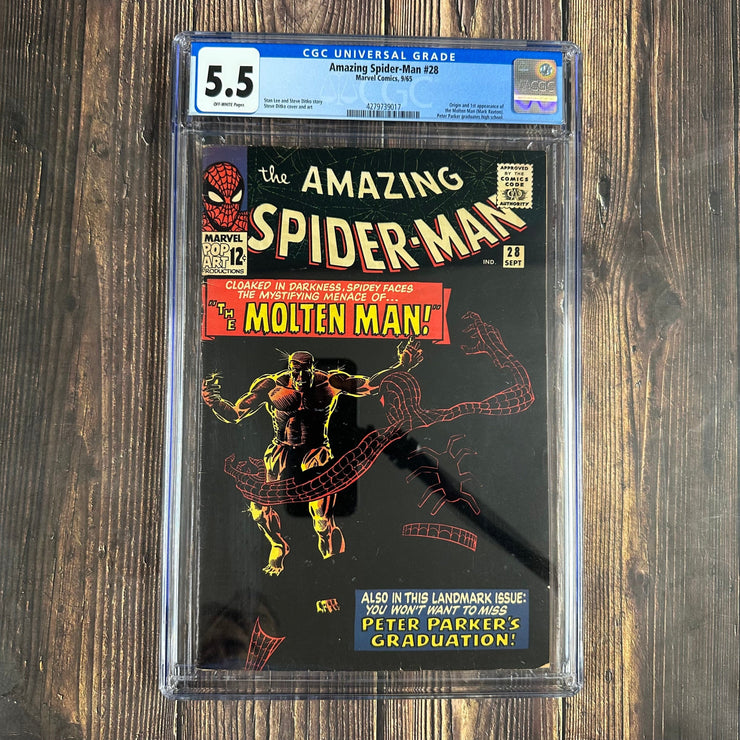 CGC UNIVERSAL GRADE
5.5
OFF-WHITE Pages
Amazing Spider-Man #28
Marvel Comics, 9/65
Stan Lee and Steve Ditko story
Steve Ditko cover and art
4279739017
Origin and 1st appearance of
the Molten Man (Mark Raxton)
Peter Parker graduates high school
CGC
the AMAZING
SPIDER-MAN
APPROVED
BY THE
COMICS
CODE
AUTHORITY
MARVEL
POP
ART
PRODUCTIONS
12¢
IND.
28
SEPT
CLOAKED IN DARKNESS, SPIDEY FACES
THE MYSTIFYING MENACE OF...
"THE MOLTEN MAN!"
ALSO IN THIS LANDMARK ISSUE:
YOU WON'T WANT TO MISS
PETER PARKER'S
GRADUATION!